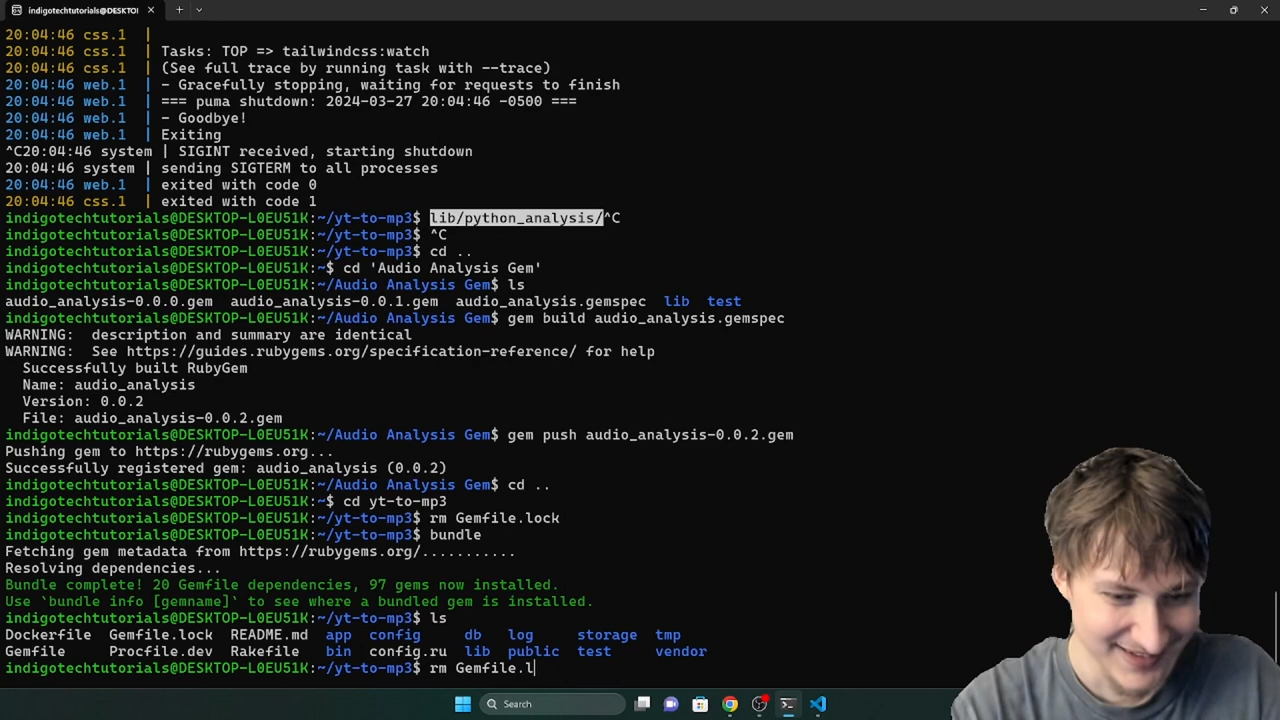 indigotechtutorials@DESKTO
20:04:46 css.1 |
20:04:46 css.1 | Tasks: TOP => tailwindcss:watch
20:04:46 css.1 | (See full trace by running task with --trace)
20:04:46 web.1 | - Gracefully stopping, waiting for requests to finish
20:04:46 web.1 | === puma shutdown: 2024-03-27 20:04:46 -0500 ===
20:04:46 web.1 | - Goodbye!
20:04:46 web.1 | Exiting
^C20:04:46 system | SIGINT received, starting shutdown
20:04:46 system | sending SIGTERM to all processes
20:04:46 web.1 | exited with code 0
20:04:46 css.1 | exited with code 1
indigotechtutorials@DESKTOP-L0EU51K:~/yt-to-mp3$ lib/python_analysis/^C
indigotechtutorials@DESKTOP-L0EU51K:~/yt-to-mp3$ ^C
indigotechtutorials@DESKTOP-L0EU51K:~/yt-to-mp3$ cd ..
indigotechtutorials@DESKTOP-L0EU51K:~$ cd 'Audio Analysis Gem'
indigotechtutorials@DESKTOP-L0EU51K:~/Audio Analysis Gem$ ls
audio_analysis-0.0.0.gem audio_analysis-0.0.1.gem audio_analysis.gemspec lib test
indigotechtutorials@DESKTOP-L0EU51K:~/Audio Analysis Gem$ gem build audio_analysis.gemspec
WARNING: description and summary are identical
WARNING: See https://guides.rubygems.org/specification-reference/ for help
Successfully built RubyGem
Name: audio_analysis
Version: 0.0.2
File: audio_analysis-0.0.2.gem
indigotechtutorials@DESKTOP-L0EU51K:~/Audio Analysis Gem$ gem push audio_analysis-0.0.2.gem
Pushing gem to https://rubygems.org...
Successfully registered gem: audio_analysis (0.0.2)
indigotechtutorials@DESKTOP-L0EU51K:~/Audio Analysis Gem$ cd ..
indigotechtutorials@DESKTOP-L0EU51K:~$ cd yt-to-mp3
indigotechtutorials@DESKTOP-L0EU51K:~/yt-to-mp3$ rm Gemfile.lock
indigotechtutorials@DESKTOP-L0EU51K:~/yt-to-mp3$ bundle
Fetching gem metadata from https://rubygems.org/...........
Resolving dependencies...
Bundle complete! 20 Gemfile dependencies, 97 gems now installed.
Use `bundle info [gemname]` to see where a bundled gem is installed.
indigotechtutorials@DESKTOP-L0EU51K:~/yt-to-mp3$ ls
Dockerfile Gemfile.lock README.md app config db log storage tmp
Gemfile Procfile.dev Rakefile bin config.ru lib public test vendor
indigotechtutorials@DESKTOP-L0EU51K:~/yt-to-mp3$ rm Gemfile.l
Search